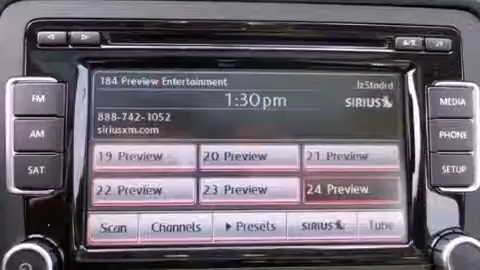 184 Preview Entertainment
1:30pm
SIRIUS
888-742-1052
siriusxm.com
FM
AM
SAT
MEDIA
PHONE
SETUP
19 Preview
20 Preview
21 Preview
22 Preview
23 Preview
24 Preview
Scan
Channels
Presets
SIRIUS
Tune